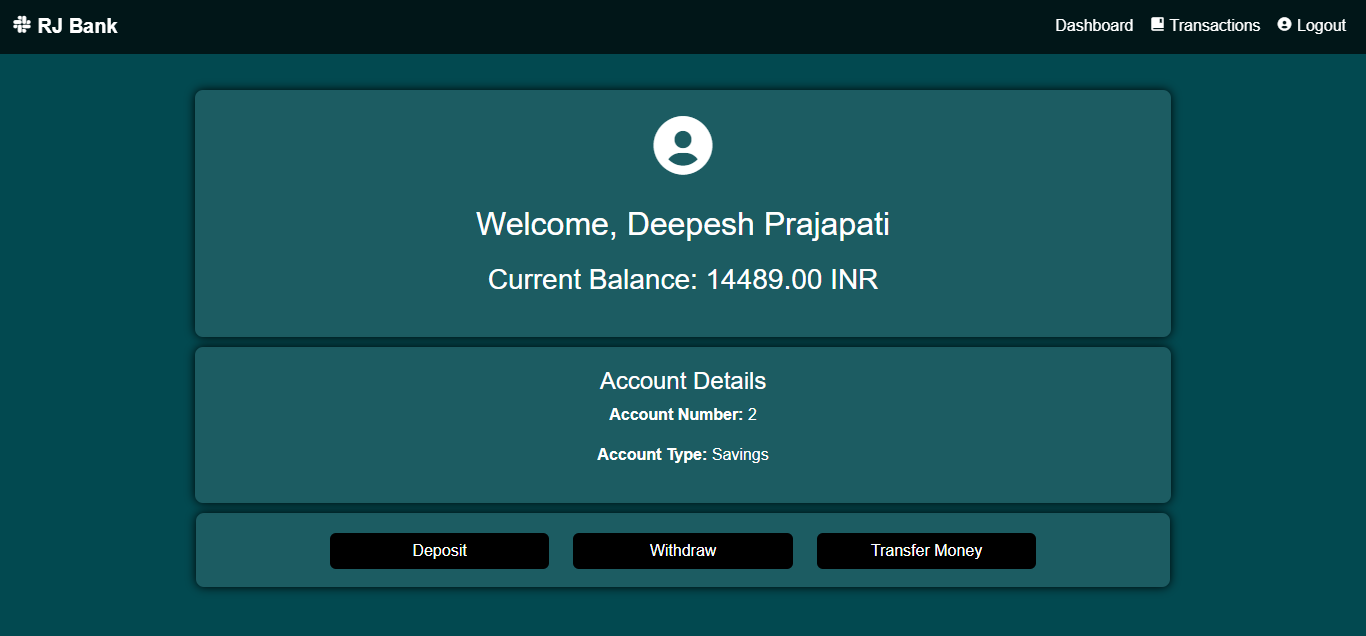 RJ Bank
Dashboard Transactions Logout
Welcome, Deepesh Prajapati
Current Balance: 14489.00 INR
Account Details
Account Number: 2
Account Type: Savings
Deposit Withdraw Transfer Money